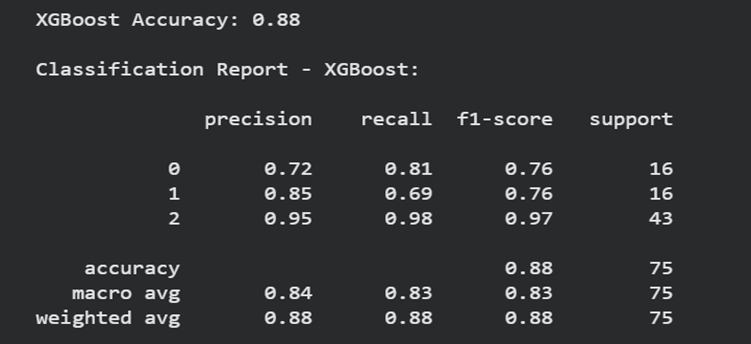 XGBoost Accuracy: 0.88
Classification Report - XGBoost:
precision recall f1-score support
0 0.72 0.81 0.76 16
1 0.85 0.69 0.76 16
2 0.95 0.98 0.97 43
accuracy 0.88 75
macro avg 0.84 0.83 0.83 75
weighted avg 0.88 0.88 0.88 75